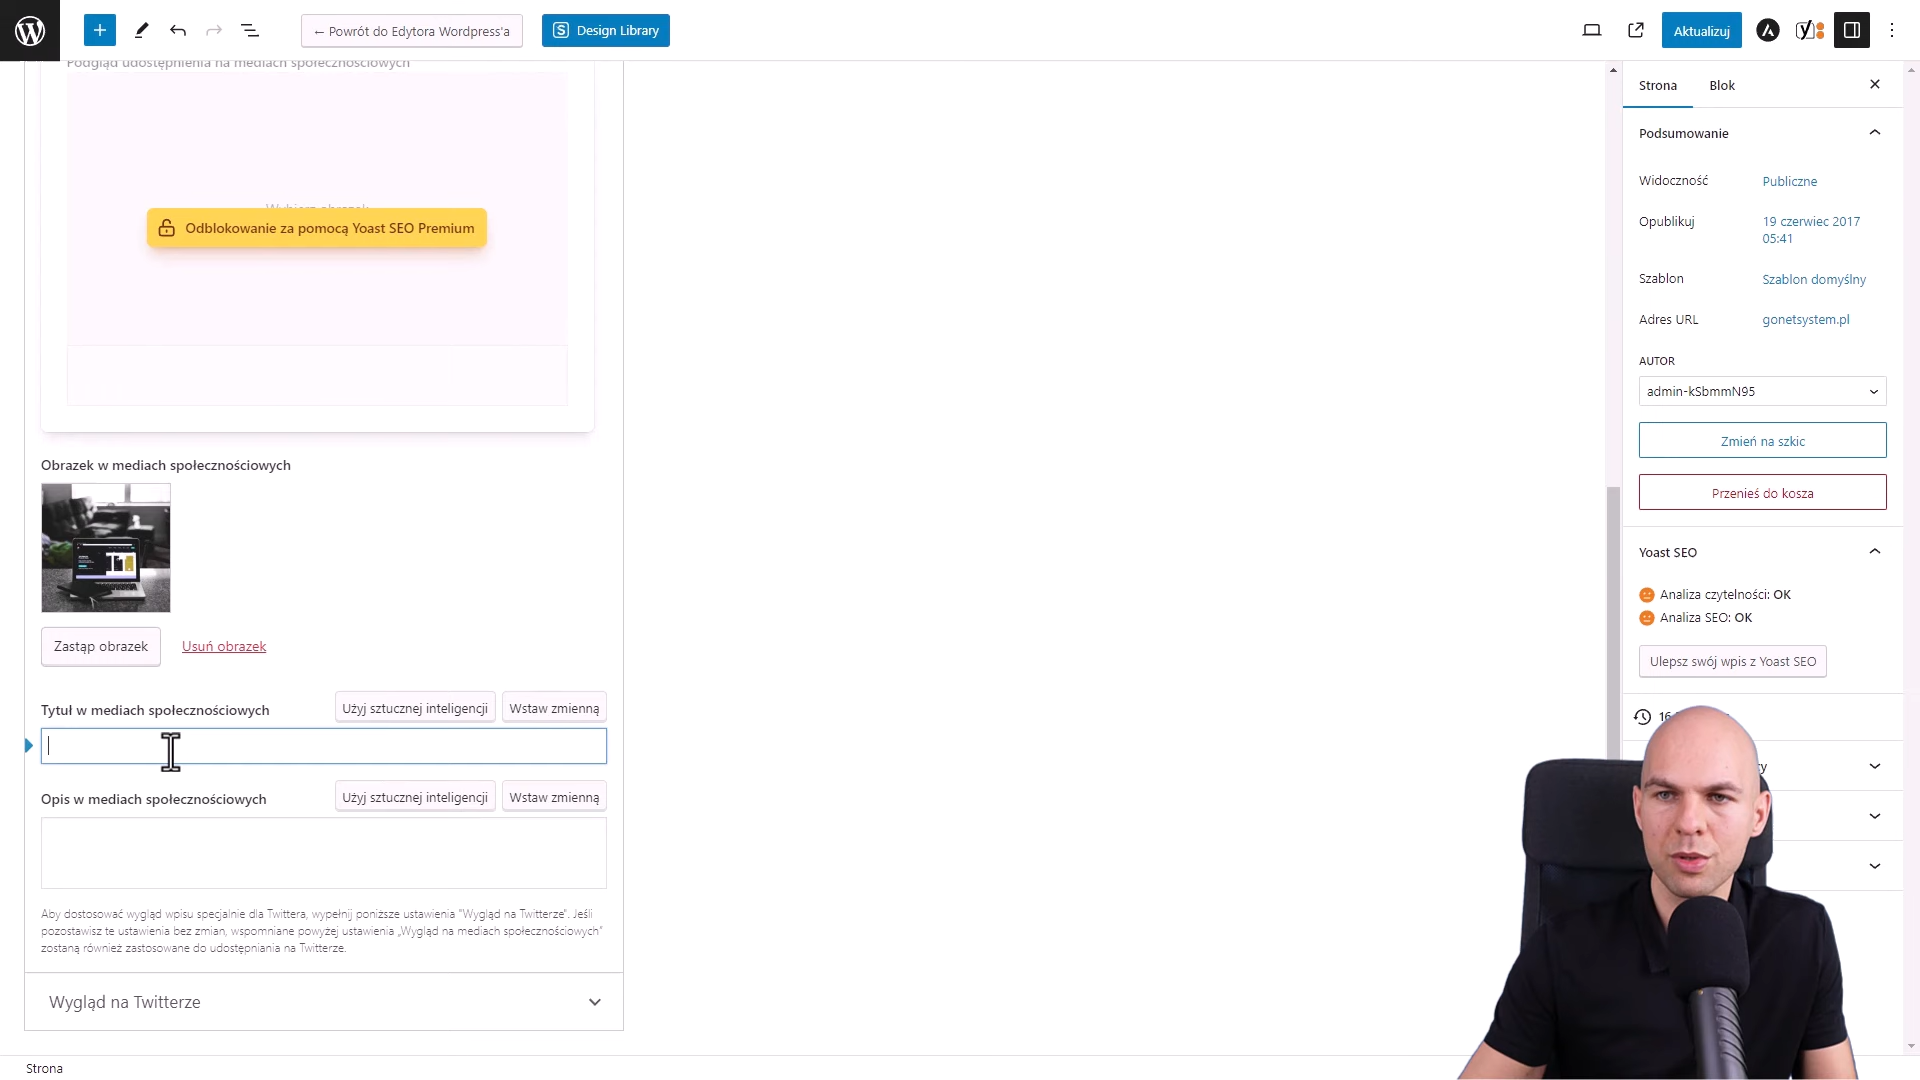 ← Powrót do Edytora Wordpress'a
Design Library
Aktualizuj
Podgląd udostępnienia na mediach społecznościowych
Wybierz obrazek
Odblokowanie za pomocą Yoast SEO Premium
Obrazek w mediach społecznościowych
Zastąp obrazek
Usuń obrazek
Tytuł w mediach społecznościowych
Użyj sztucznej inteligencji
Wstaw zmienną
Opis w mediach społecznościowych
Użyj sztucznej inteligencji
Wstaw zmienną
Aby dostosować wygląd wpisu specjalnie dla Twittera, wypełnij poniższe ustawienia "Wygląd na Twitterze". Jeśli
pozostawisz te ustawienia bez zmian, wspomniane powyżej ustawienia „Wygląd na mediach społecznościowych”
zostaną również zastosowane do udostępniania na Twitterze.
Wygląd na Twitterze
Strona
Strona
Blok
Podsumowanie
Widoczność
Publiczne
Opublikuj
19 czerwiec 2017
05:41
Szablon
Szablon domyślny
Adres URL
gonetsystem.pl
AUTOR
admin-kSbmmN95
Zmień na szkic
Przenieś do kosza
Yoast SEO
Analiza czytelności: OK
Analiza SEO: OK
Ulepsz swój wpis z Yoast SEO